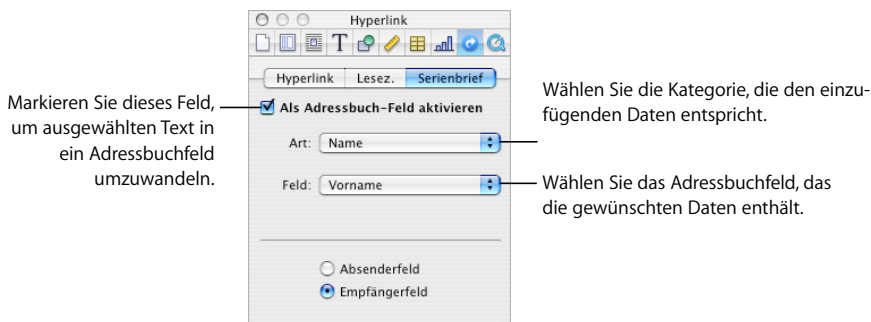 Hyperlink
Hyperlink Lesez. Serienbrief
Markieren Sie dieses Feld,
um ausgewählten Text in
ein Adressbuchfeld
umzuwandeln.
Als Adressbuch-Feld aktivieren
Art: Name
Feld: Vorname
Absenderfeld
Empfängerfeld
Wählen Sie die Kategorie, die den einzu-
fügenden Daten entspricht.
Wählen Sie das Adressbuchfeld, das
die gewünschten Daten enthält.